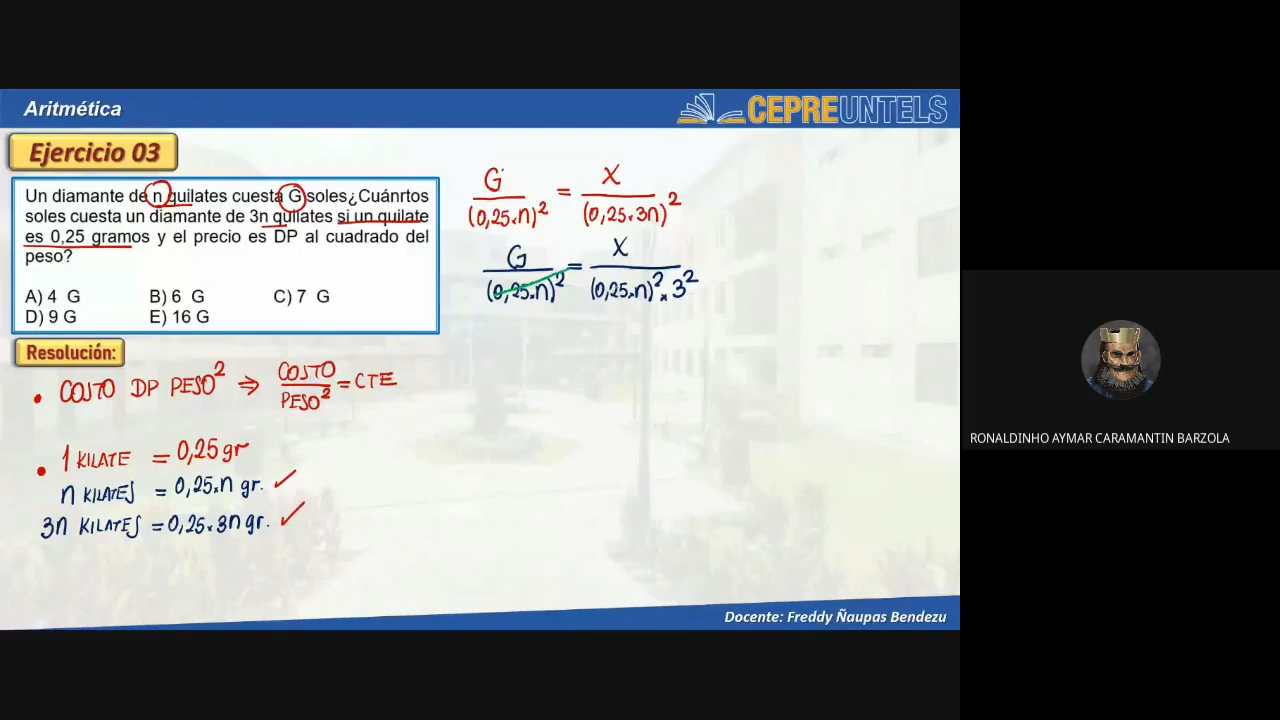 Aritmética
CEPREUNTELS
Ejercicio 03
Un diamante de n quilates cuesta G soles¿Cuánrtos
soles cuesta un diamante de 3n quilates si un quilate
es 0,25 gramos y el precio es DP al cuadrado del
peso?
A) 4 G B) 6 G C) 7 G
D) 9 G E) 16 G
Resolución:
• COSTO DP PESO² ⇒ COSTO/PESO² = CTE
• 1 KILATE = 0,25 gr
n KILATES = 0,25.n gr. ✓
3n KILATES = 0,25.3n gr. ✓
G/(0,25.n)² = X/(0,25.3n)²
G/(0,25.n)² = X/(0,25.n)².3²
Docente: Freddy Ñaupas Bendezu
RONALDINHO AYMAR CARAMANTIN BARZOLA